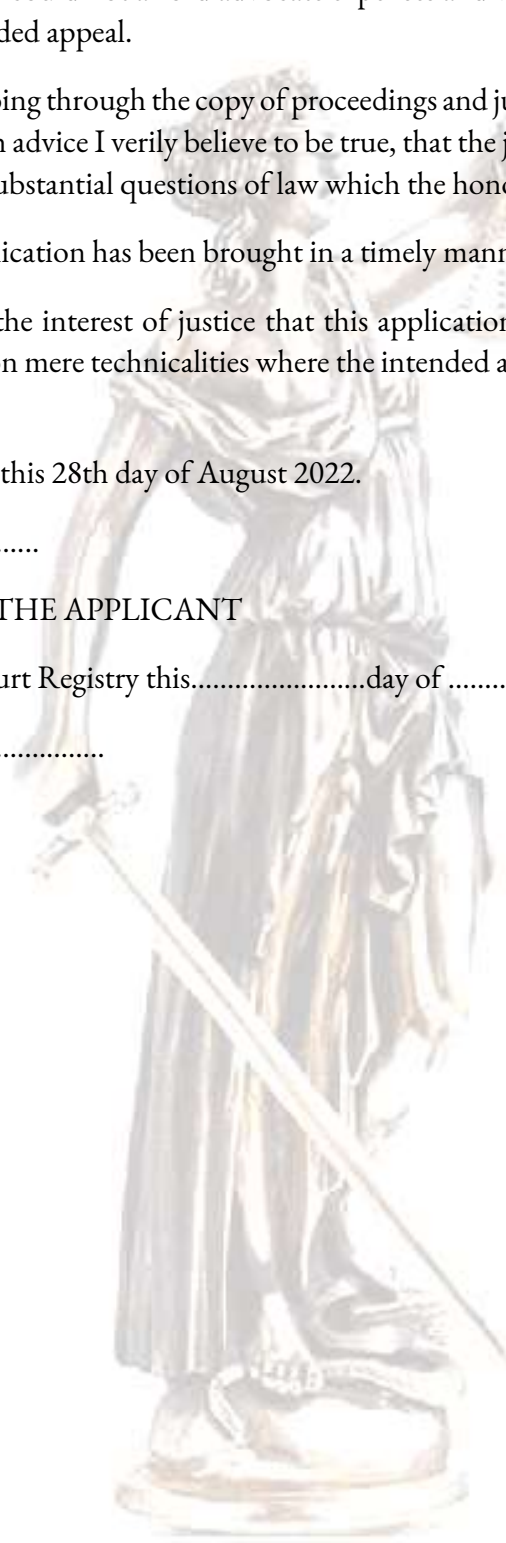 ded appeal.
ing through the copy of proceedings and ju
advice I verily believe to be true, that the j
ubstantial questions of law which the hono
ication has been brought in a timely mann
the interest of justice that this application
n mere technicalities where the intended a
this 28th day of August 2022.
......
THE APPLICANT
urt Registry this........................day of ........
...............